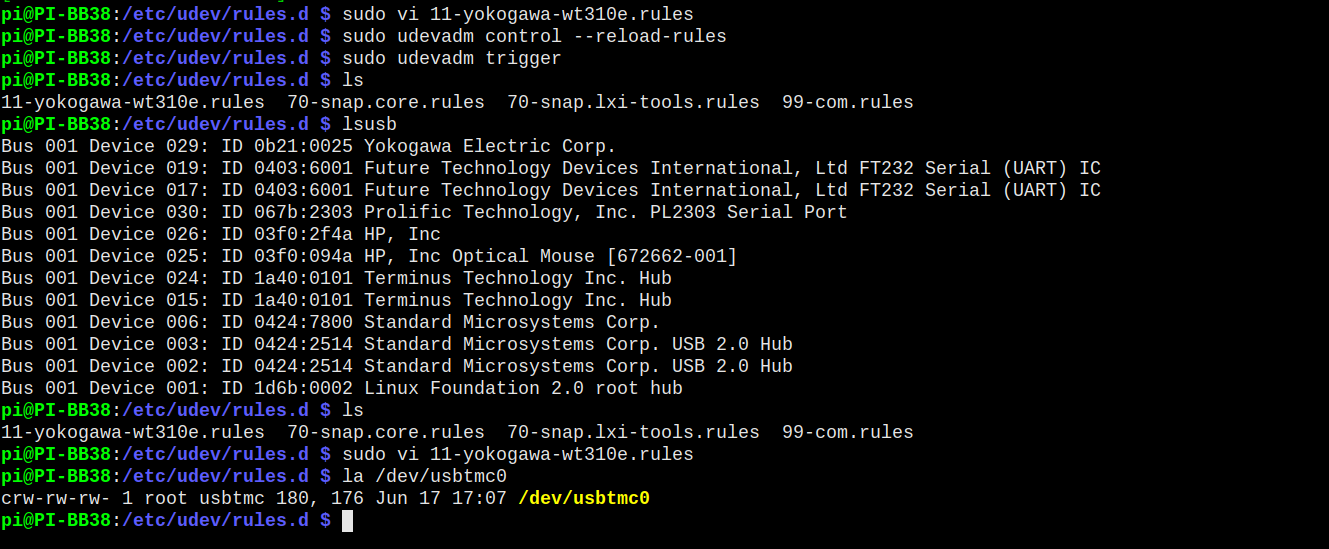 pi@PI-BB38:/etc/udev/rules.d $ sudo vi 11-yokogawa-wt310e.rules
pi@PI-BB38:/etc/udev/rules.d $ sudo udevadm control --reload-rules
pi@PI-BB38:/etc/udev/rules.d $ sudo udevadm trigger
pi@PI-BB38:/etc/udev/rules.d $ ls
11-yokogawa-wt310e.rules  70-snap.core.rules  70-snap.lxi-tools.rules  99-com.rules
pi@PI-BB38:/etc/udev/rules.d $ lsusb
Bus 001 Device 029: ID 0b21:0025 Yokogawa Electric Corp.
Bus 001 Device 019: ID 0403:6001 Future Technology Devices International, Ltd FT232 Serial (UART) IC
Bus 001 Device 017: ID 0403:6001 Future Technology Devices International, Ltd FT232 Serial (UART) IC
Bus 001 Device 030: ID 067b:2303 Prolific Technology, Inc. PL2303 Serial Port
Bus 001 Device 026: ID 03f0:2f4a HP, Inc
Bus 001 Device 025: ID 03f0:094a HP, Inc Optical Mouse [672662-001]
Bus 001 Device 024: ID 1a40:0101 Terminus Technology Inc. Hub
Bus 001 Device 015: ID 1a40:0101 Terminus Technology Inc. Hub
Bus 001 Device 006: ID 0424:7800 Standard Microsystems Corp.
Bus 001 Device 003: ID 0424:2514 Standard Microsystems Corp. USB 2.0 Hub
Bus 001 Device 002: ID 0424:2514 Standard Microsystems Corp. USB 2.0 Hub
Bus 001 Device 001: ID 1d6b:0002 Linux Foundation 2.0 root hub
pi@PI-BB38:/etc/udev/rules.d $ ls
11-yokogawa-wt310e.rules  70-snap.core.rules  70-snap.lxi-tools.rules  99-com.rules
pi@PI-BB38:/etc/udev/rules.d $ sudo vi 11-yokogawa-wt310e.rules
pi@PI-BB38:/etc/udev/rules.d $ la /dev/usbtmc0
crw-rw-rw- 1 root usbtmc 180, 176 Jun 17 17:07 /dev/usbtmc0
pi@PI-BB38:/etc/udev/rules.d $